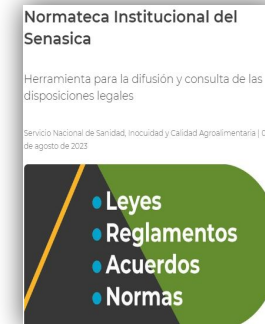 Normateca Institucional del
Senasica
Herramienta para la difusión y consulta de las
disposiciones legales
Servicio Nacional de Sanidad, Inocuidad y Calidad Agroalimentaria |
de agosto de 2023
• Leyes
• Reglamentos
• Acuerdos
• Normas